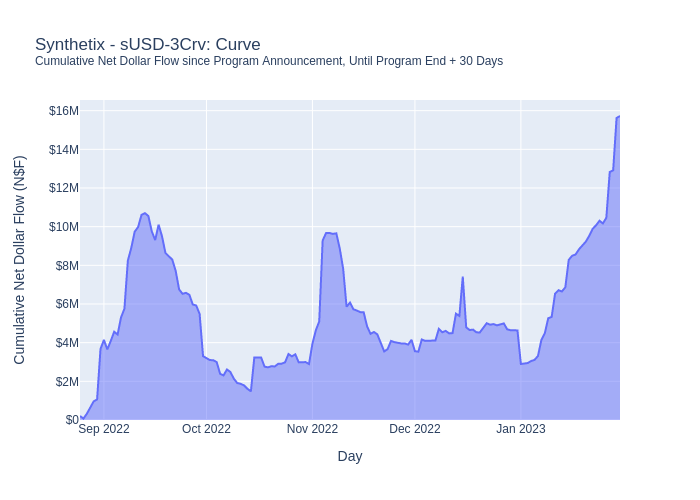 Synthetix - sUSD-3Crv: Curve
Cumulative Net Dollar Flow since Program Announcement, Until Program End + 30 Days
Cumulative Net Dollar Flow (N$F)
$16M
$14M
$12M
$10M
$8M
$6M
$4M
$2M
$0
Sep 2022 Oct 2022 Nov 2022 Dec 2022 Jan 2023
Day